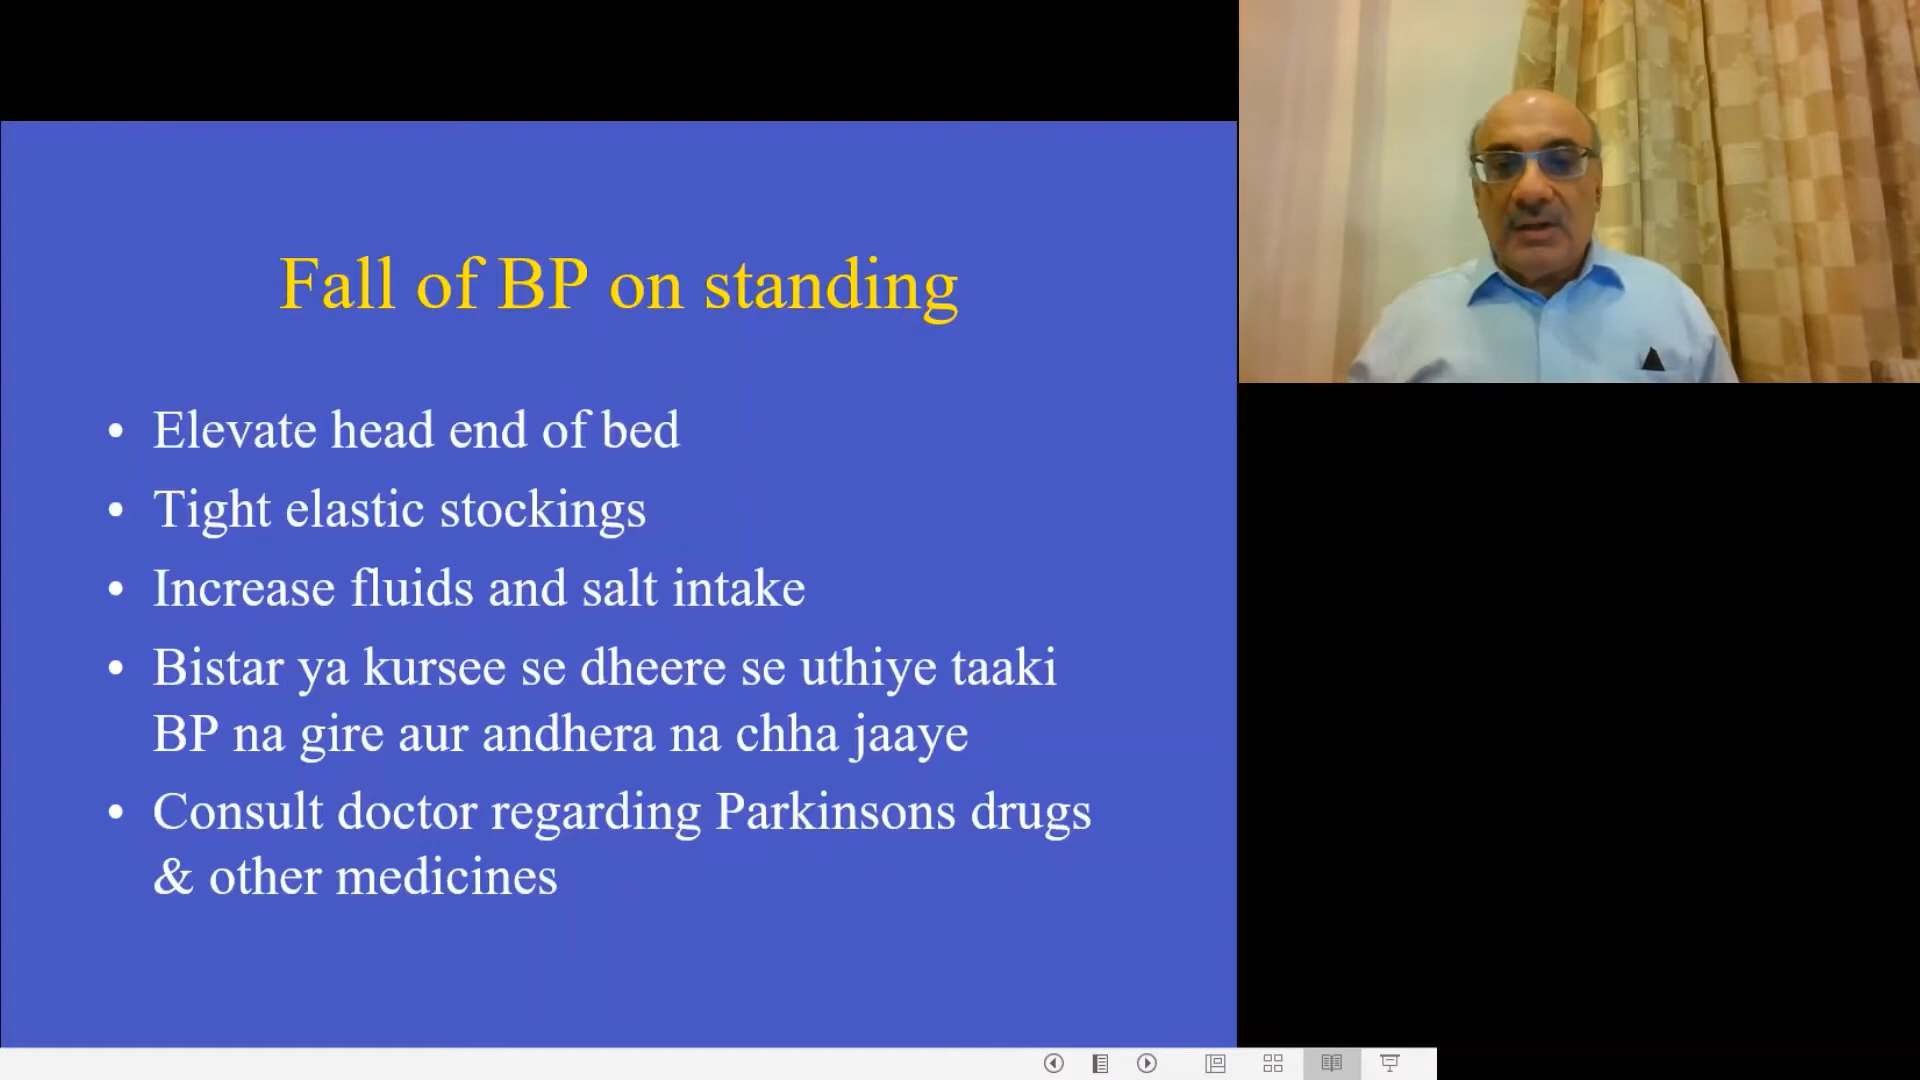 Fall of BP on standing
• Elevate head end of bed
• Tight elastic stockings
• Increase fluids and salt intake
• Bistar ya kursee se dheere se uthiye taaki
BP na gire aur andhera na chha jaaye
• Consult doctor regarding Parkinsons drugs
& other medicines